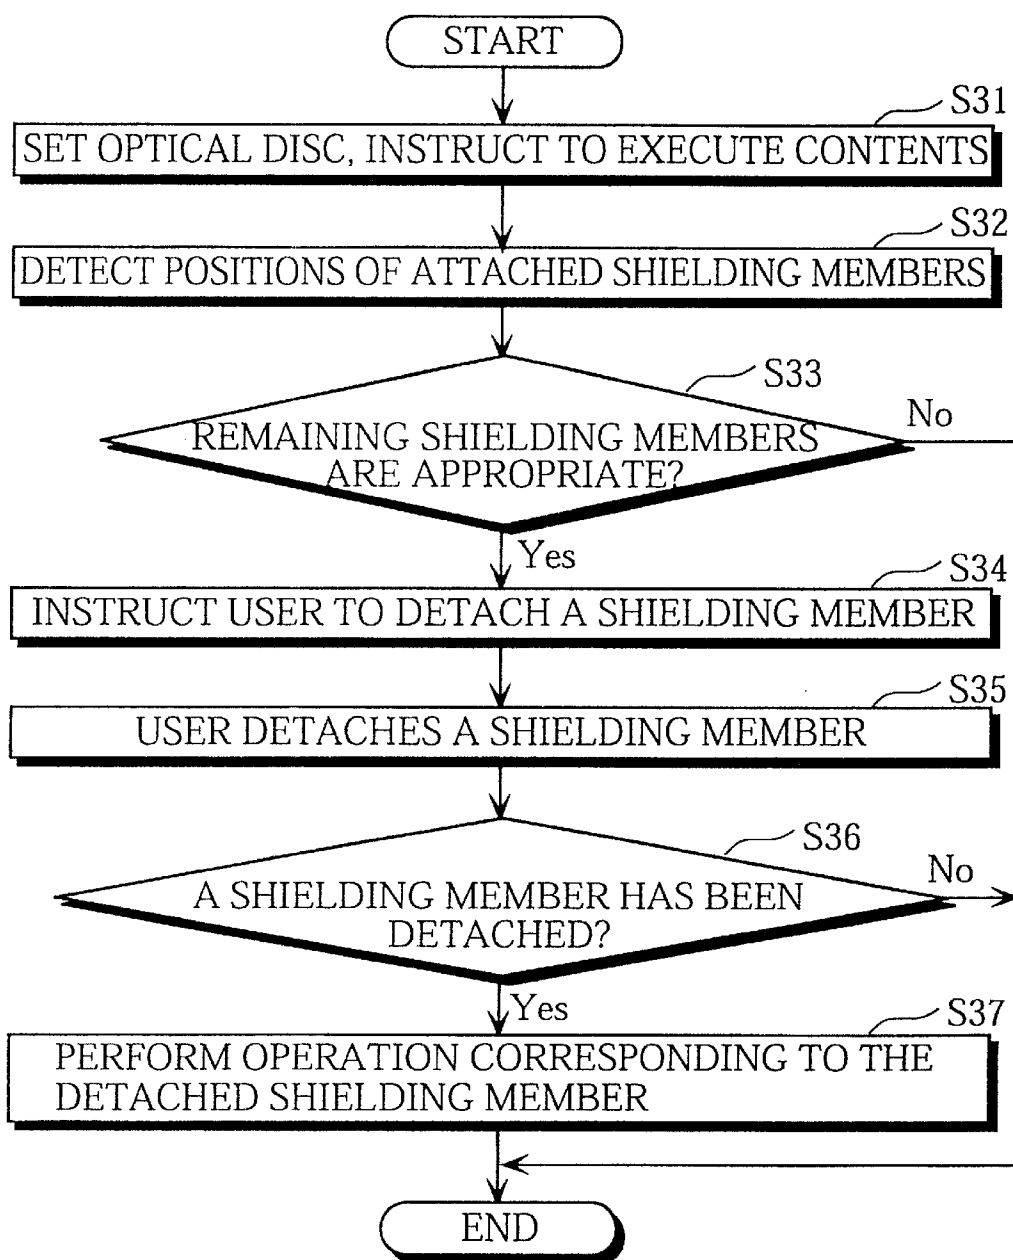 START
S31
SET OPTICAL DISC, INSTRUCT TO EXECUTE CONTENTS
S32
DETECT POSITIONS OF ATTACHED SHIELDING MEMBERS
S33
No
REMAINING SHIELDING MEMBERS
ARE APPROPRIATE?
Yes
S34
INSTRUCT USER TO DETACH A SHIELDING MEMBER
S35
USER DETACHES A SHIELDING MEMBER
S36
No
A SHIELDING MEMBER HAS BEEN
DETACHED?
Yes
S37
PERFORM OPERATION CORRESPONDING TO THE
DETACHED SHIELDING MEMBER
END